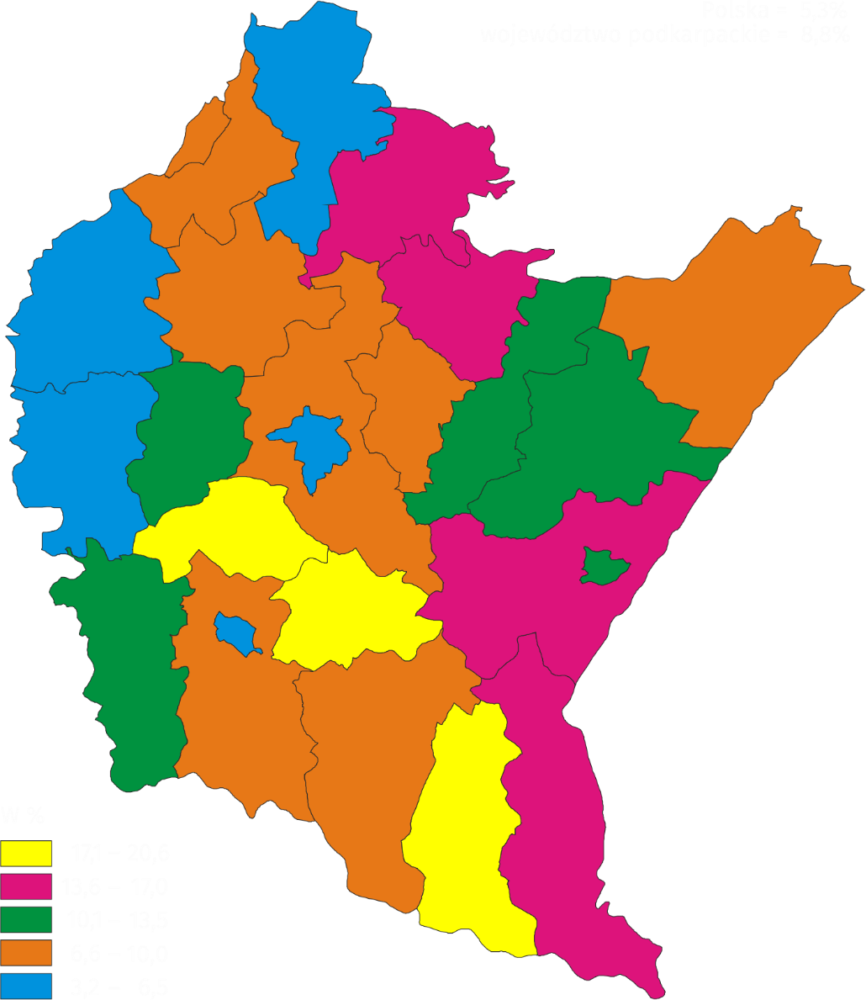 Polska = 5,3%
województwo podkarpackie = 8,8%
W %
17,1 – 20,6
13,6 – 17,0
10,1 – 13,5
6,6 – 10,0
3,2 – 6,5